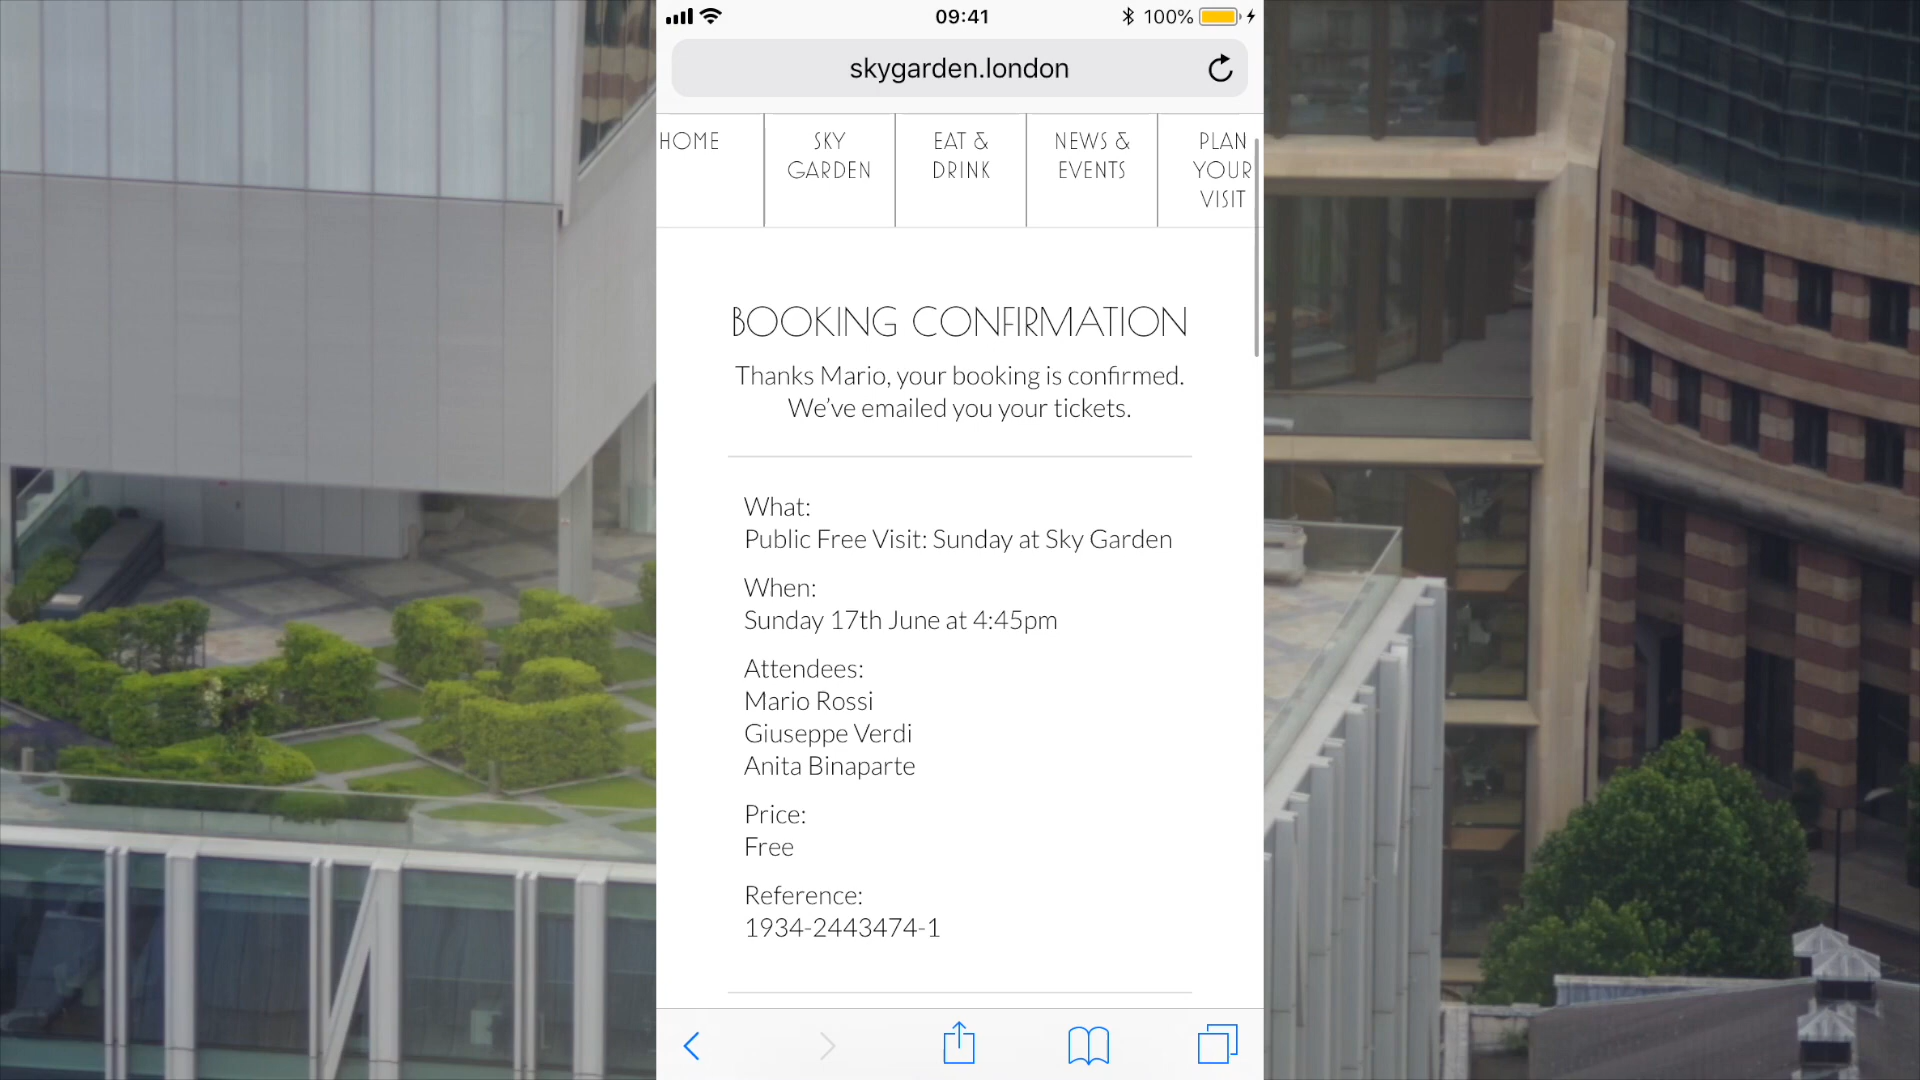 09:41
100%
skygarden.london
HOME
SKY
GARDEN
EAT &
DRINK
NEWS &
EVENTS
PLAN
YOUR
VISIT
BOOKING CONFIRMATION
Thanks Mario, your booking is confirmed.
We've emailed you your tickets.
What:
Public Free Visit: Sunday at Sky Garden
When:
Sunday 17th June at 4:45pm
Attendees:
Mario Rossi
Giuseppe Verdi
Anita Binaparte
Price:
Free
Reference:
1934-2443474-1